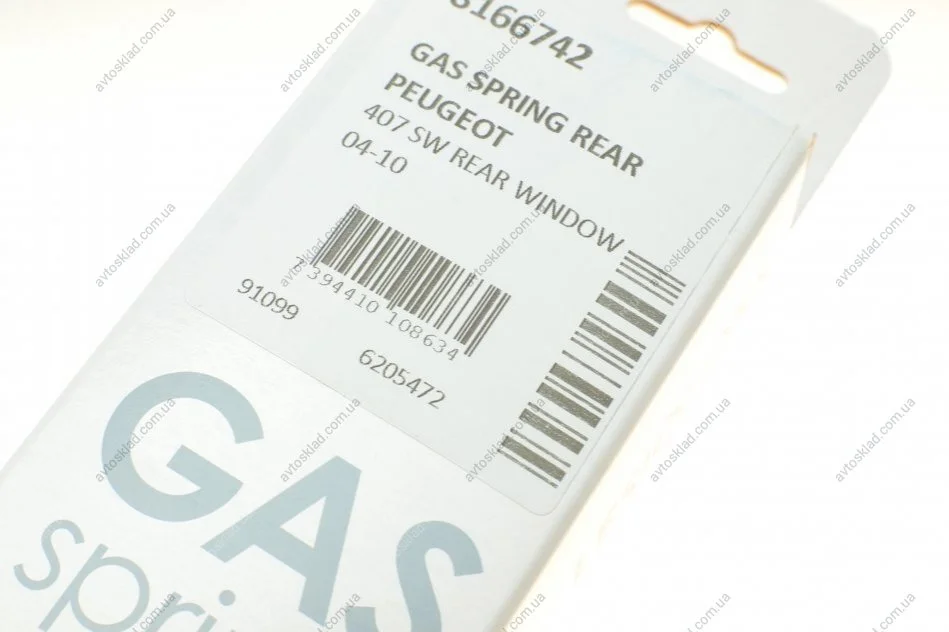 8166742
GAS SPRING REAR
PEUGEOT
407 SW REAR WINDOW
04-10
7 394410 108634
91099
6205472
GAS
spri
avtosklad.com.ua